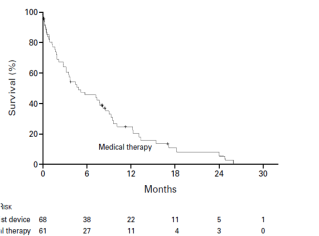 100
80
60
40
20
0
Survival (%)
Medical therapy
0 6 12 18 24 30
Months
RISK
st device 68 38 22 11 5 1
l therapy 61 27 11 4 3 0